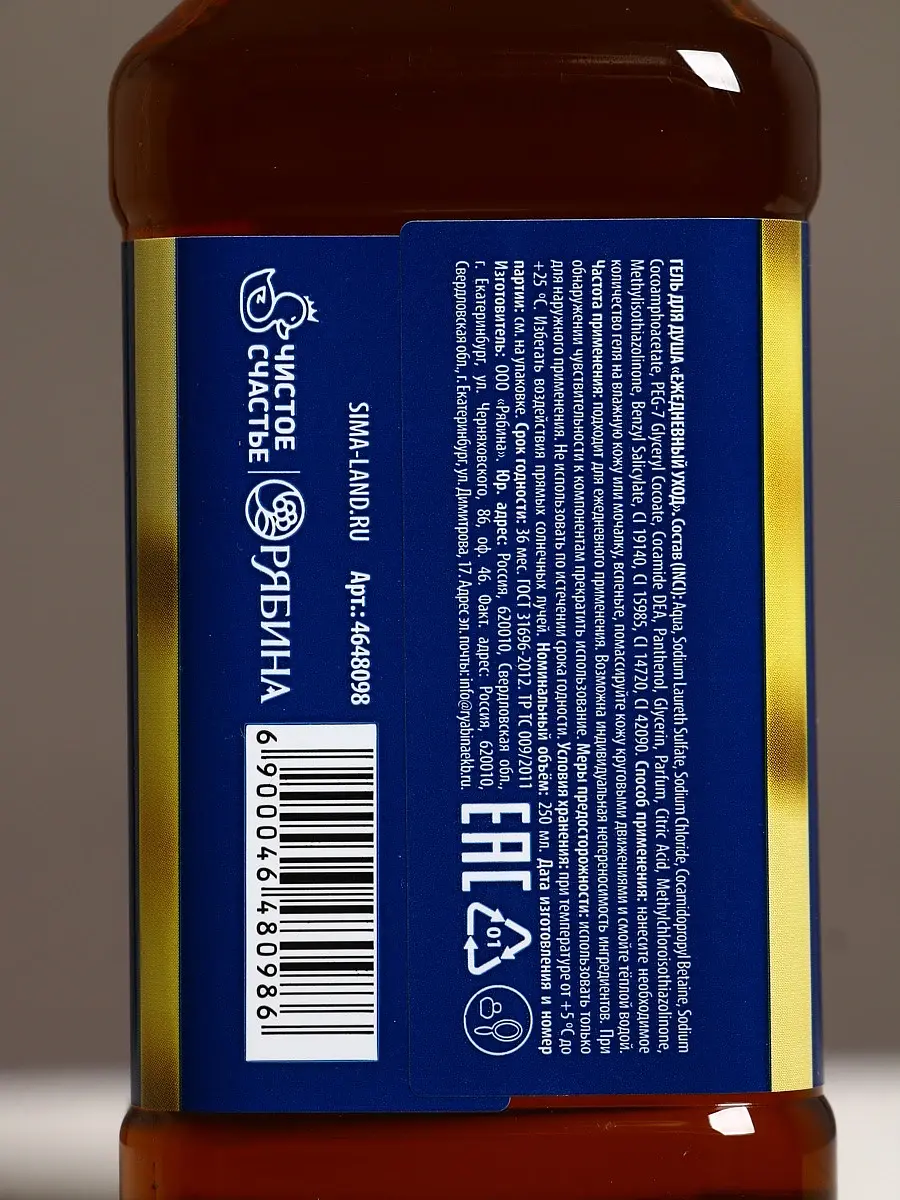 ГЕЛЬ ДЛЯ ДУША «ЕЖЕДНЕВНЫЙ УХОД». Состав (INCI): Aqua, Sodium Laureth Sulfate, Sodium Chloride, Cocamidopropyl Betaine, Sodium
Cocoamphoacetate, PEG-7 Glyceryl Cocoate, Cocamide DEA, Panthenol, Glycerin, Parfum, Citric Acid, Methylchloroisothiazolinone,
Methylisothiazolinone, Benzyl Salicylate, CI 19140, CI 15985, CI 14720, CI 42090. Способ применения: нанесите необходимое
количество геля на влажную кожу или мочалку, вспеньте, помассируйте кожу круговыми движениями и смойте тёплой водой.
Частота применения: подходит для ежедневного применения. Возможна индивидуальная непереносимость ингредиентов. При
обнаружении чувствительности к компонентам прекратить использование. Меры предосторожности: использовать только
для наружного применения. Не использовать по истечении срока годности. Условия хранения: при температуре от +5 °С до
+25 °С. Избегать воздействия прямых солнечных лучей. Номинальный объём: 250 мл. Дата изготовления и номер
партии: см. на упаковке. Срок годности: 36 мес. ГОСТ 31696-2012. ТР ТС 009/2011
Изготовитель: ООО «Рябина». Юр. адрес: Россия, 620010, Свердловская обл.,
г. Екатеринбург, ул. Черняховского, 86, оф. 46. Факт. адрес: Россия, 620010,
Свердловская обл., г. Екатеринбург, ул. Димитрова, 17. Адрес эл. почты: info@ryabinaekb.ru.
EAC
01
SIMA-LAND.RU Арт.: 4648098
ЧИСТОЕ
СЧАСТЬЕ
РЯБИНА
6 900046 480986